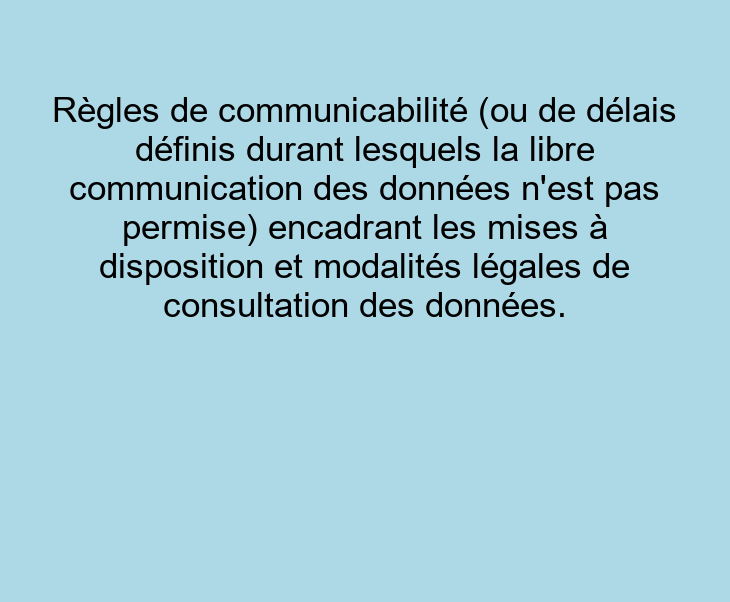 Règles de communicabilité (ou de délais
définis durant lesquels la libre
communication des données n'est pas
permise) encadrant les mises à
disposition et modalités légales de
consultation des données.